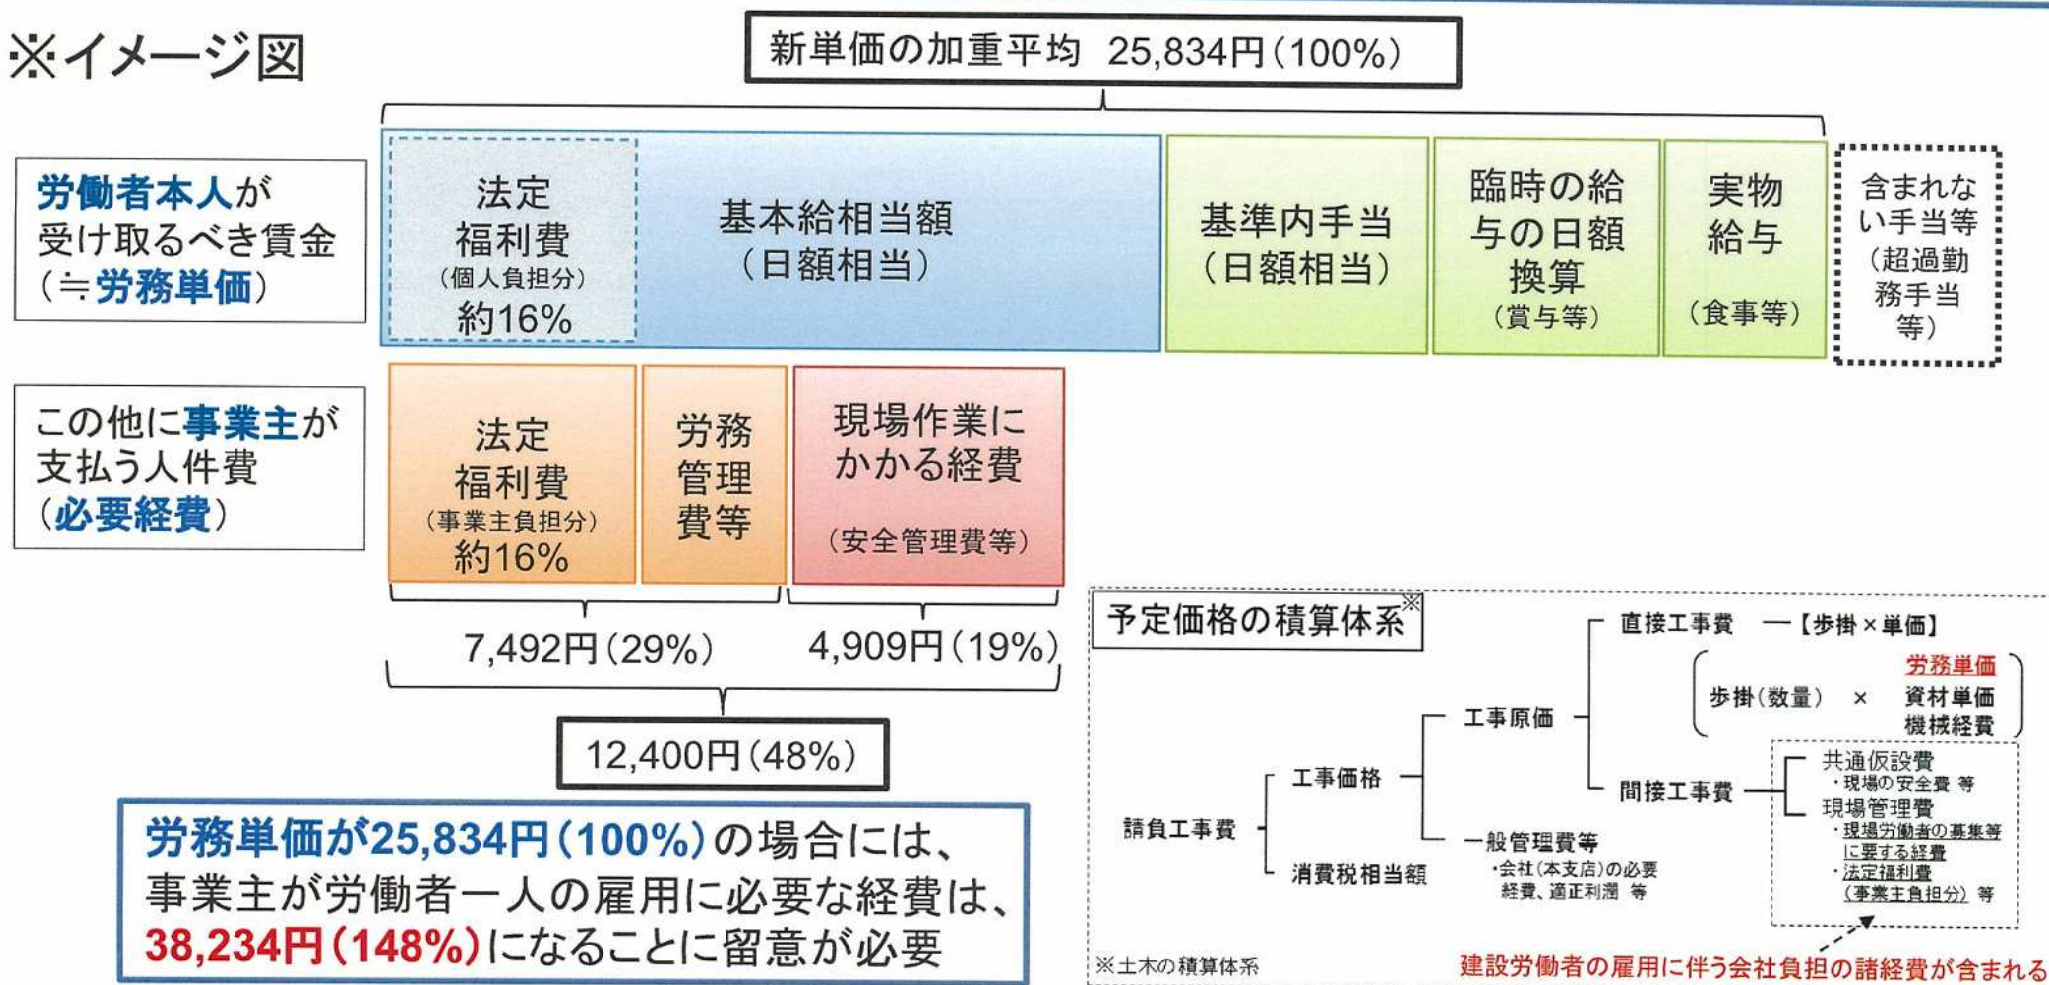 ※イメージ図
新単価の加重平均 25,834円(100%)
労働者本人が
受け取るべき賃金
(≒労務単価)
法定
福利費
(個人負担分)
約16%
基本給相当額
(日額相当)
基準内手当
(日額相当)
臨時の給
与の日額
換算
(賞与等)
実物
給与
(食事等)
含まれな
い手当等
(超過勤
務手当
等)
この他に事業主が
支払う人件費
(必要経費)
法定
福利費
(事業主負担分)
約16%
労務
管理
費等
現場作業に
かかる経費
(安全管理費等)
7,492円(29%)
4,909円(19%)
12,400円(48%)
労務単価が25,834円(100%)の場合には、
事業主が労働者一人の雇用に必要な経費は、
38,234円(148%)になることに留意が必要
予定価格の積算体系※
請負工事費
工事価格
消費税相当額
工事原価
一般管理費等
・会社(本支店)の必要
経費、適正利潤 等
直接工事費 ー【歩掛×単価】
歩掛(数量) ×
労務単価
資材単価
機械経費
間接工事費
共通仮設費
・現場の安全費 等
現場管理費
・現場労働者の募集等
に要する経費
・法定福利費
(事業主負担分) 等
※土木の積算体系
建設労働者の雇用に伴う会社負担の諸経費が含まれる